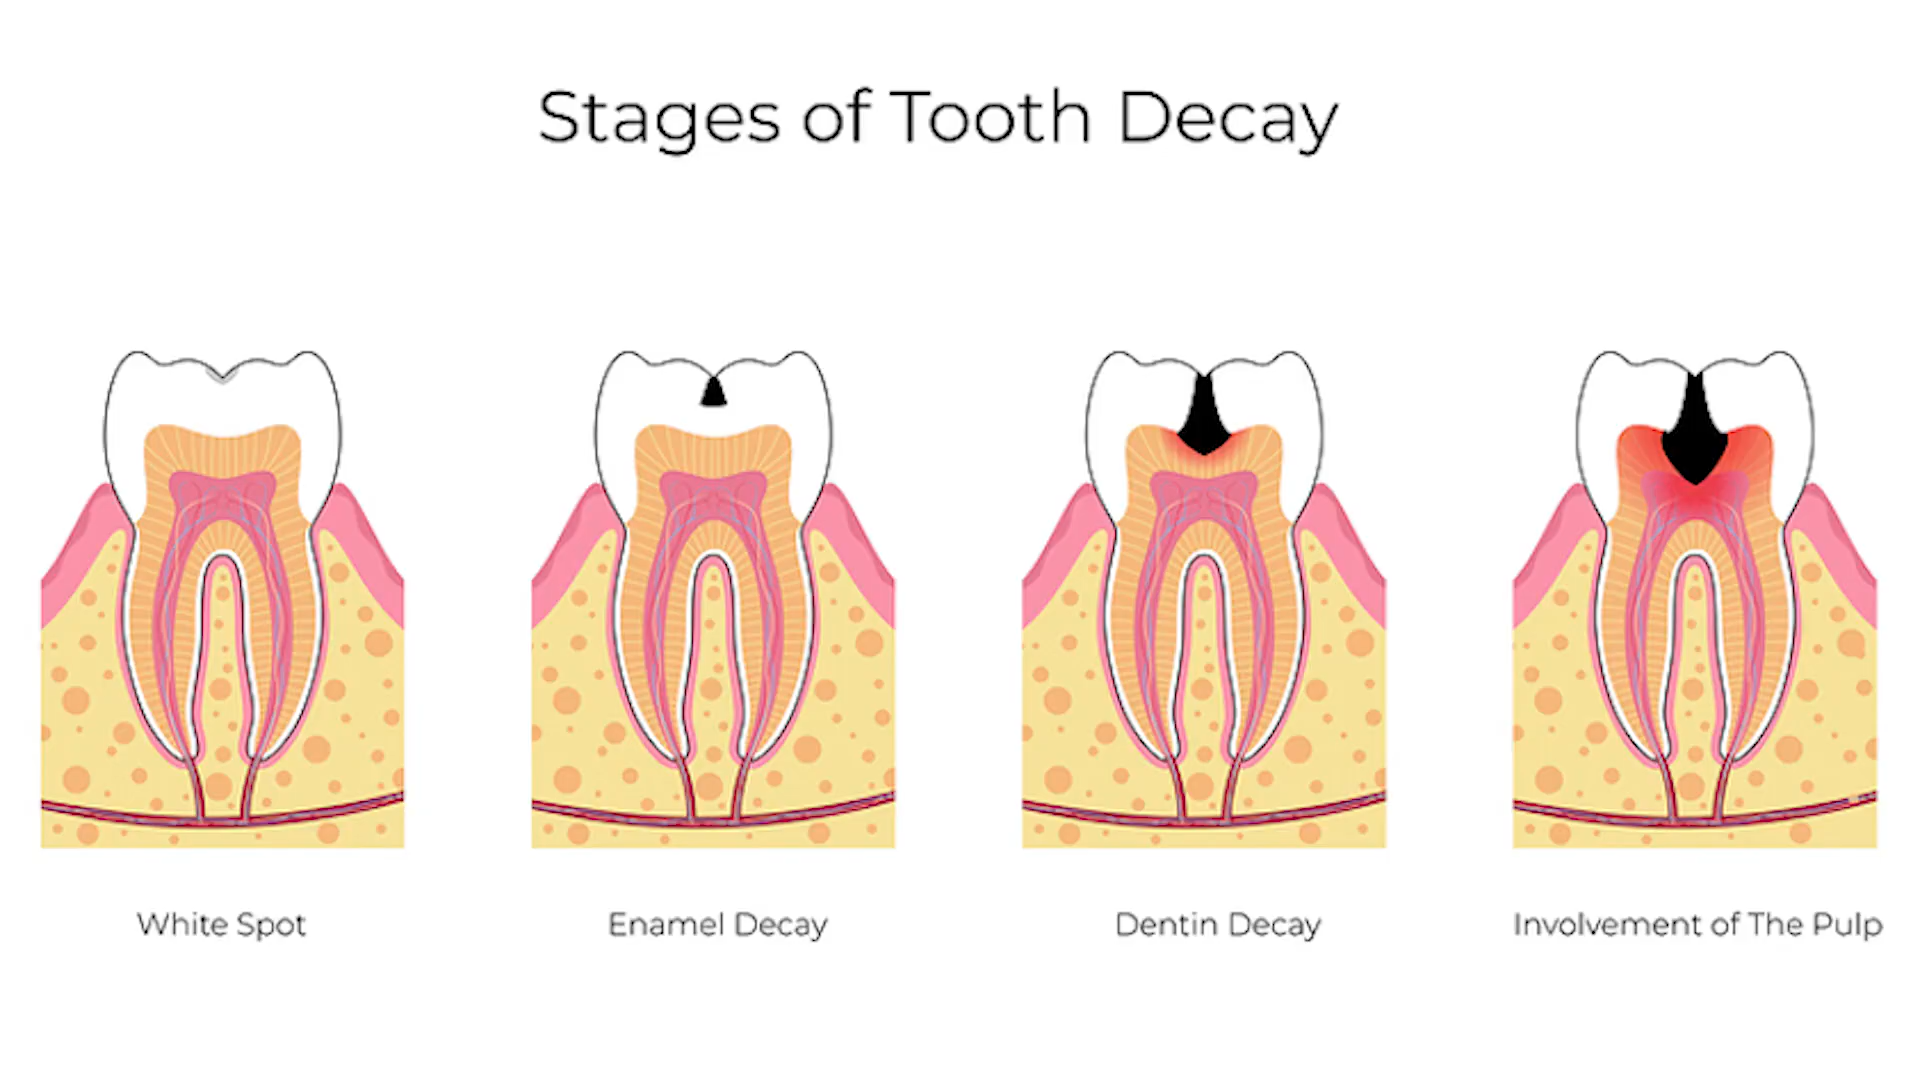 Stages of Tooth Decay
White Spot
Enamel Decay
Dentin Decay
Involvement of The Pulp